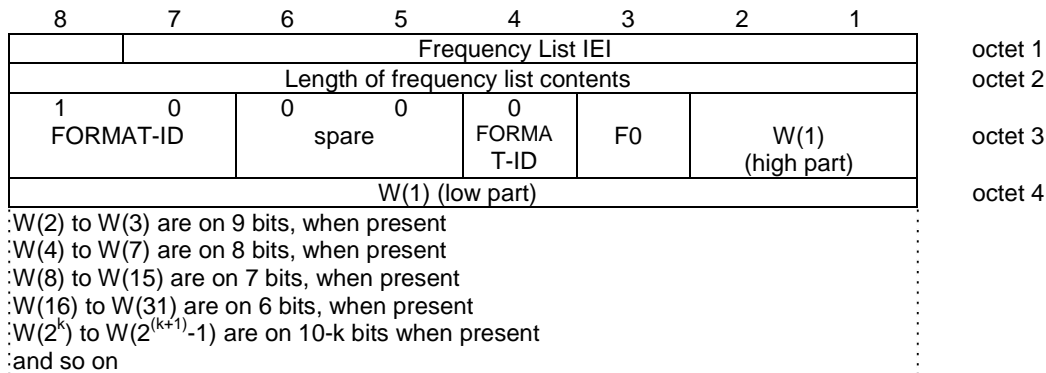 8 7 6 5 4 3 2 1
Frequency List IEI octet 1
Length of frequency list contents octet 2
1 0 0 0 0
FORMAT-ID spare FORMA F0 W(1) octet 3
T-ID (high part)
W(1) (low part) octet 4
W(2) to W(3) are on 9 bits, when present
W(4) to W(7) are on 8 bits, when present
W(8) to W(15) are on 7 bits, when present
W(16) to W(31) are on 6 bits, when present
W(2^k) to W(2^(k+1)-1) are on 10-k bits when present
and so on